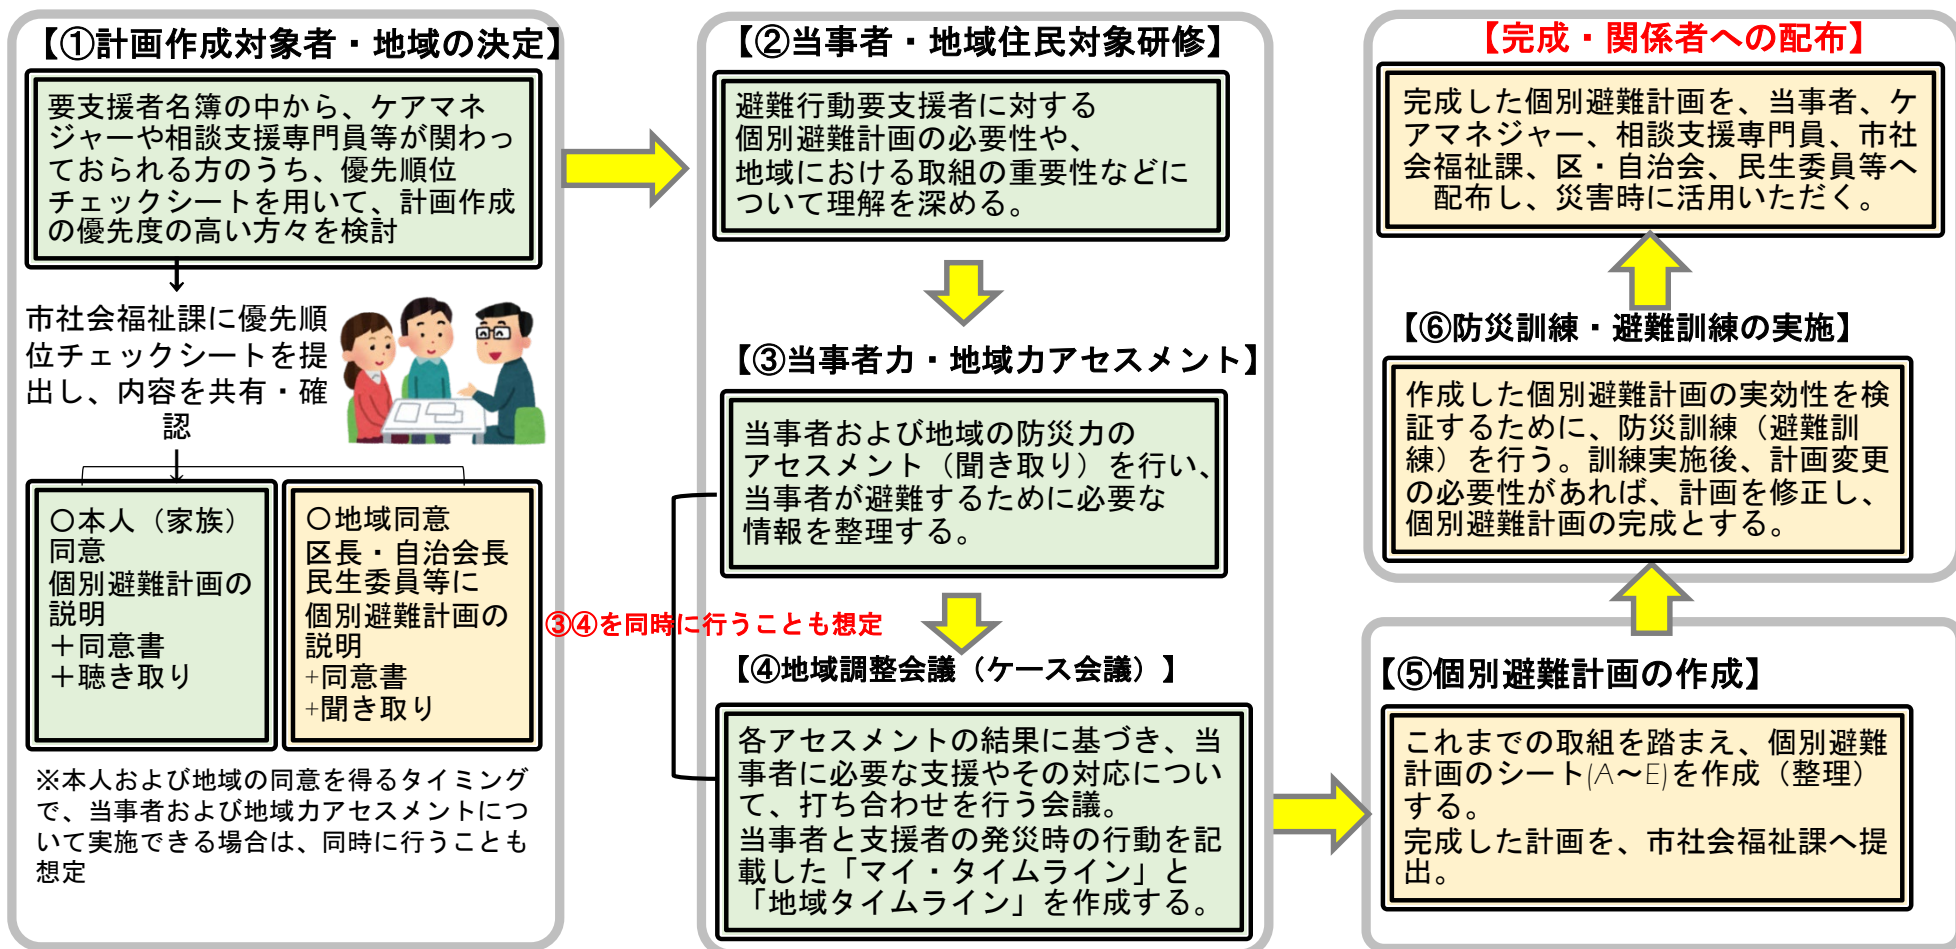 【①計画作成対象者・地域の決定】
要支援者名簿の中から、ケアマネ
ジャーや相談支援専門員等が関わっ
ておられる方のうち、優先順位
チェックシートを用いて、計画作成
の優先度の高い方々を検討
市社会福祉課に優先順
位チェックシートを提
出し、内容を共有・確
認
〇本人（家族）
同意
個別避難計画の
説明
＋同意書
＋聴き取り
〇地域同意
区長・自治会長
民生委員等に
個別避難計画の
説明
+同意書
+聞き取り
※本人および地域の同意を得るタイミング
で、当事者および地域力アセスメントにつ
いて実施できる場合は、同時に行うことも
想定
【②当事者・地域住民対象研修】
避難行動要支援者に対する
個別避難計画の必要性や、
地域における取組の重要性などに
ついて理解を深める。
【③当事者力・地域力アセスメント】
当事者および地域の防災力の
アセスメント（聞き取り）を行い、
当事者が避難するために必要な
情報を整理する。
③④を同時に行うことも想定
【④地域調整会議（ケース会議）】
各アセスメントの結果に基づき、当
事者に必要な支援やその対応につい
て、打ち合わせを行う会議。
当事者と支援者の発災時の行動を記
載した「マイ・タイムライン」と
「地域タイムライン」を作成する。
【⑤個別避難計画の作成】
これまでの取組を踏まえ、個別避難
計画のシート(A～E)を作成（整理）
する。
完成した計画を、市社会福祉課へ提
出。
【⑥防災訓練・避難訓練の実施】
作成した個別避難計画の実効性を検
証するために、防災訓練（避難訓
練）を行う。訓練実施後、計画変更
の必要性があれば、計画を修正し、
個別避難計画の完成とする。
【完成・関係者への配布】
完成した個別避難計画を、当事者、ケ
アマネジャー、相談支援専門員、市社
会福祉課、区・自治会、民生委員等へ
配布し、災害時に活用いただく。